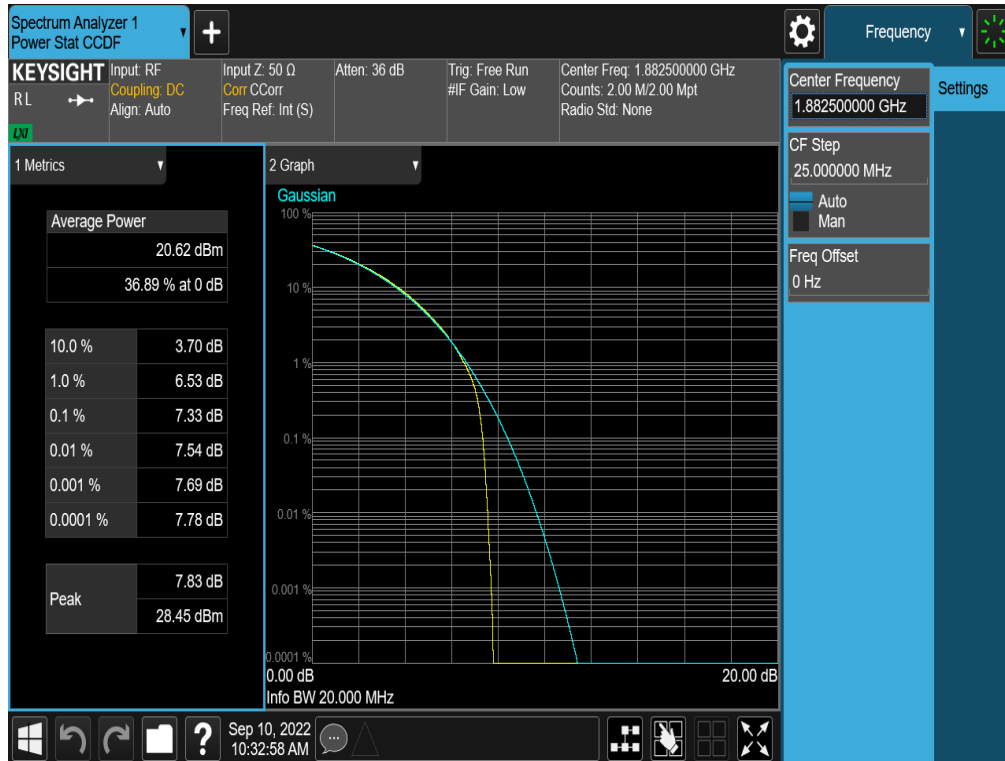 Spectrum Analyzer 1
Power Stat CCDF
+
Frequency
KEYSIGHT
RL
LXI
Input: RF
Coupling: DC
Align: Auto
Input Z: 50 Ω
Corr CCorr
Freq Ref: Int (S)
Atten: 36 dB
Trig: Free Run
#IF Gain: Low
Center Freq: 1.882500000 GHz
Counts: 2.00 M/2.00 Mpt
Radio Std: None
Center Frequency
1.882500000 GHz
Settings
CF Step
25.000000 MHz
Auto
Man
Freq Offset
0 Hz
1 Metrics
Average Power
20.62 dBm
36.89 % at 0 dB
10.0 % 3.70 dB
1.0 % 6.53 dB
0.1 % 7.33 dB
0.01 % 7.54 dB
0.001 % 7.69 dB
0.0001 % 7.78 dB
Peak
7.83 dB
28.45 dBm
2 Graph
Gaussian
100 %
10 %
1 %
0.1 %
0.01 %
0.001 %
0.0001 %
0.00 dB 20.00 dB
Info BW 20.000 MHz
?
Sep 10, 2022
10:32:58 AM